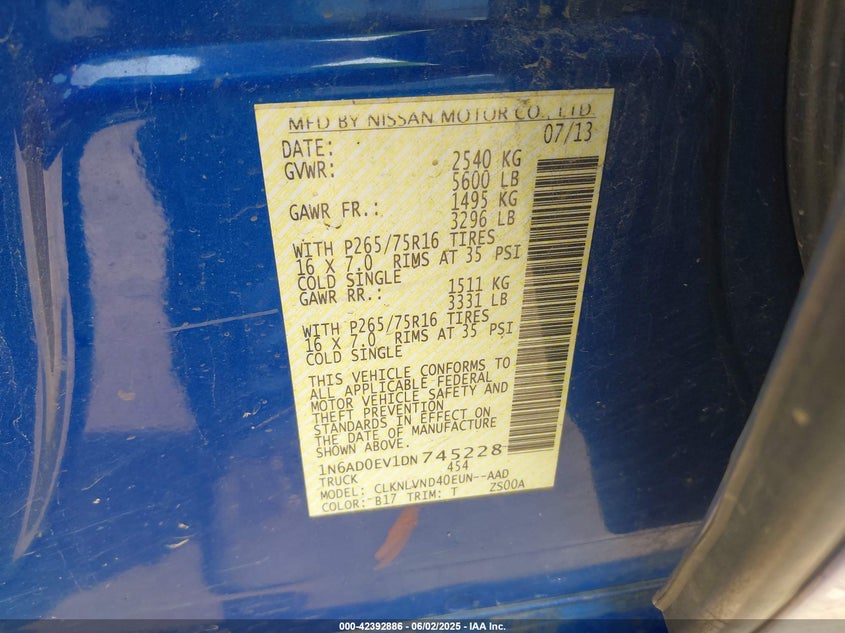 MFD BY NISSAN MOTOR CO., LTD.
DATE: 07/13
GVWR: 2540 KG
5600 LB
GAWR FR.: 1495 KG
3296 LB
WITH P265/75R16 TIRES
16 X 7.0 RIMS AT 35 PSI
COLD SINGLE
GAWR RR.: 1511 KG
3331 LB
WITH P265/75R16 TIRES
16 X 7.0 RIMS AT 35 PSI
COLD SINGLE
THIS VEHICLE CONFORMS TO
ALL APPLICABLE FEDERAL
MOTOR VEHICLE SAFETY AND
THEFT PREVENTION
STANDARDS IN EFFECT ON
THE DATE OF MANUFACTURE
SHOWN ABOVE.
1N6AD0EV1DN745228
TRUCK 454
MODEL: CLKNLVND40EUN--AAD
COLOR: B17 TRIM: T ZS00A
000-42392886 - 06/02/2025 - IAA Inc.